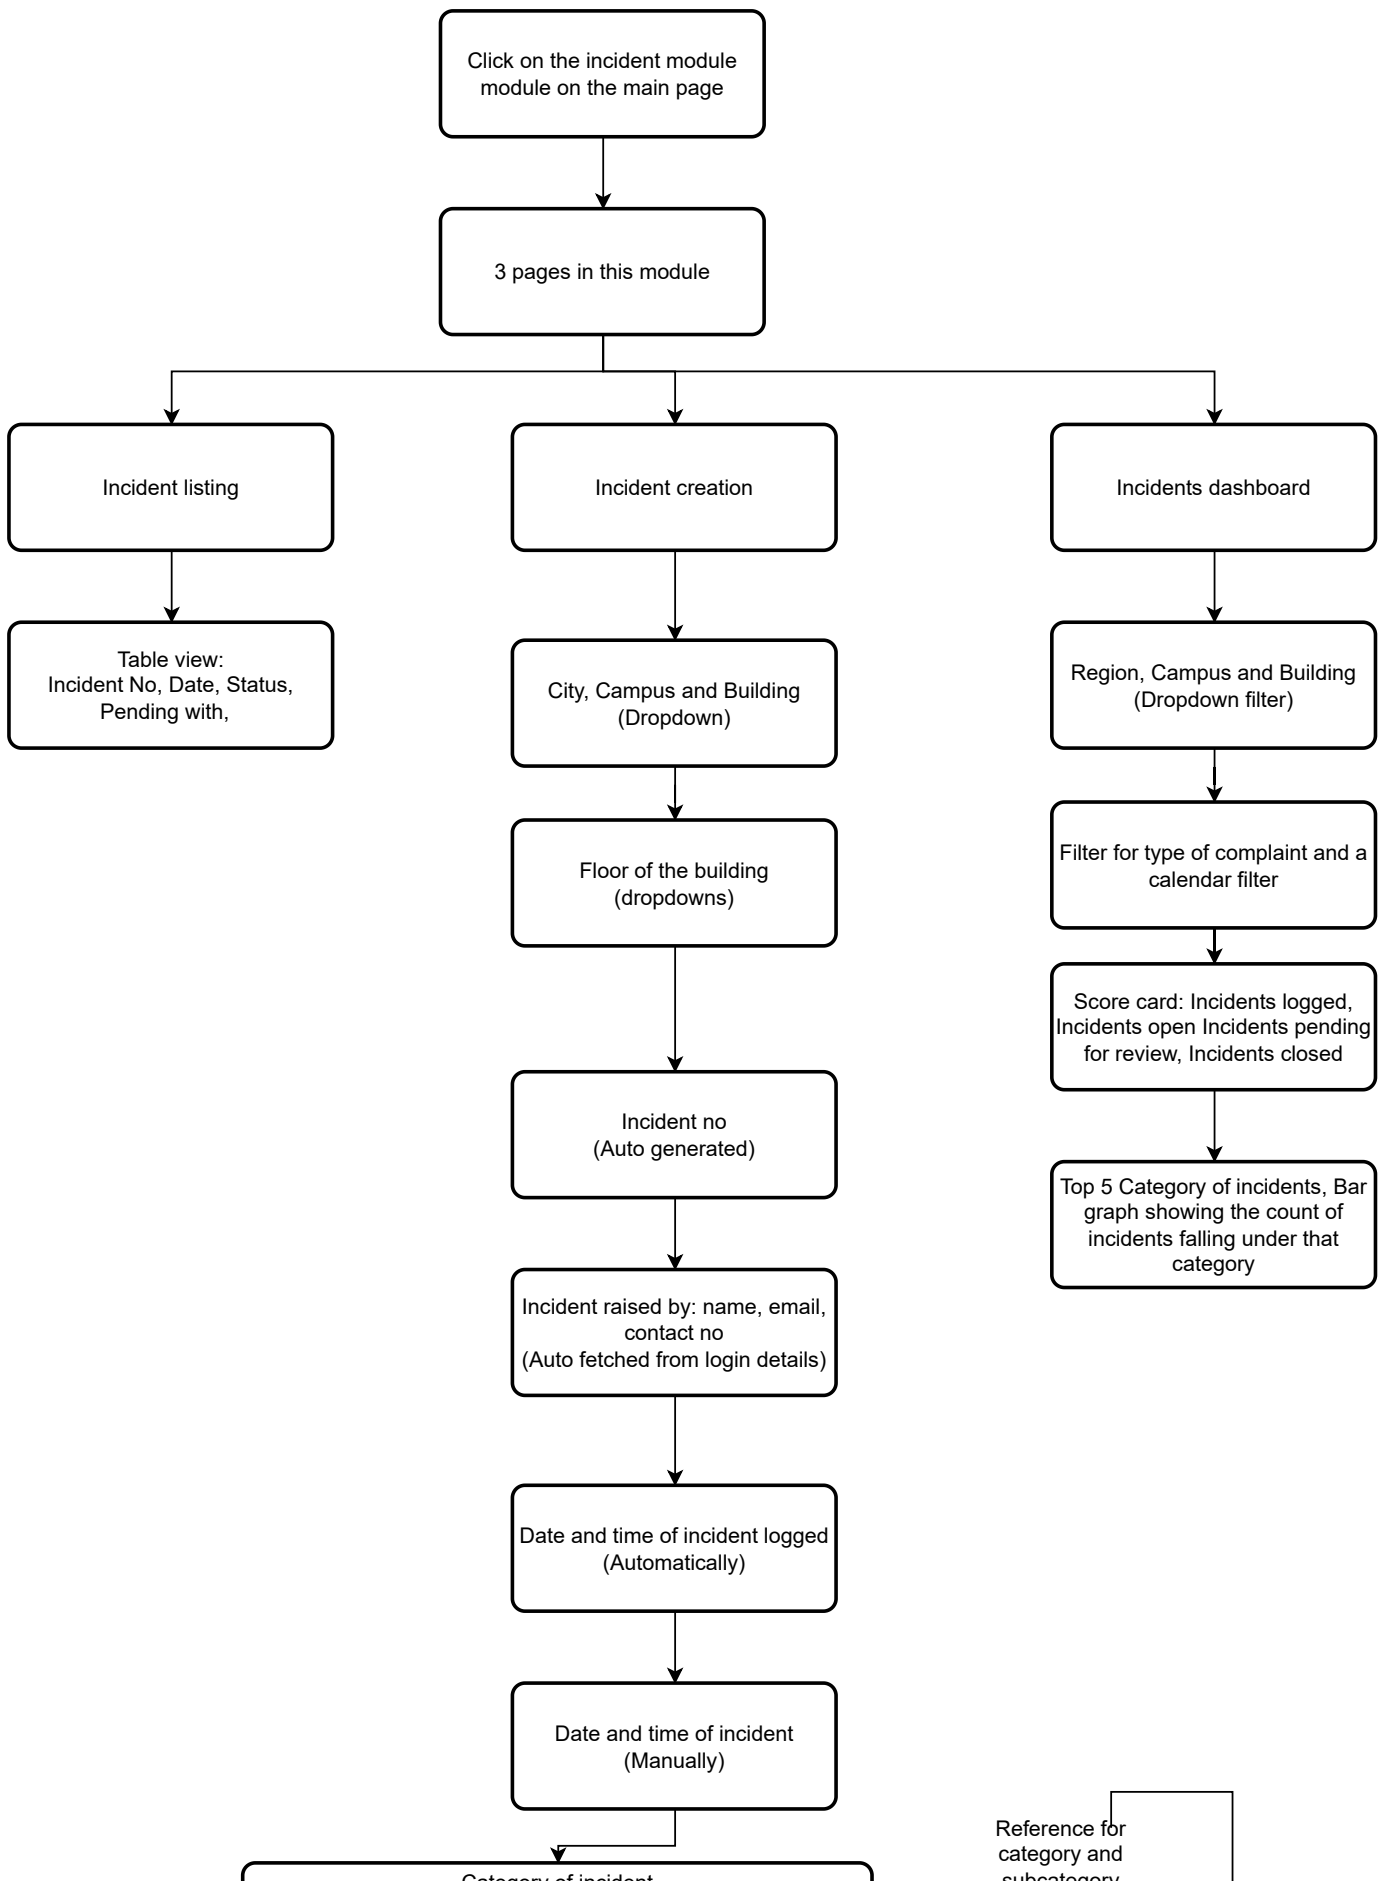 Click on the incident module
module on the main page
3 pages in this module
Incident listing
Incident creation
Incidents dashboard
Table view:
Incident No, Date, Status,
Pending with,
City, Campus and Building
(Dropdown)
Region, Campus and Building
(Dropdown filter)
Floor of the building
(dropdowns)
Filter for type of complaint and a
calendar filter
Score card: Incidents logged,
Incidents open Incidents pending
for review, Incidents closed
Incident no
(Auto generated)
Top 5 Category of incidents, Bar
graph showing the count of
incidents falling under that
category
Incident raised by: name, email,
contact no
(Auto fetched from login details)
Date and time of incident logged
(Automatically)
Date and time of incident
(Manually)
Reference for
category and
subcategory
Category of incident